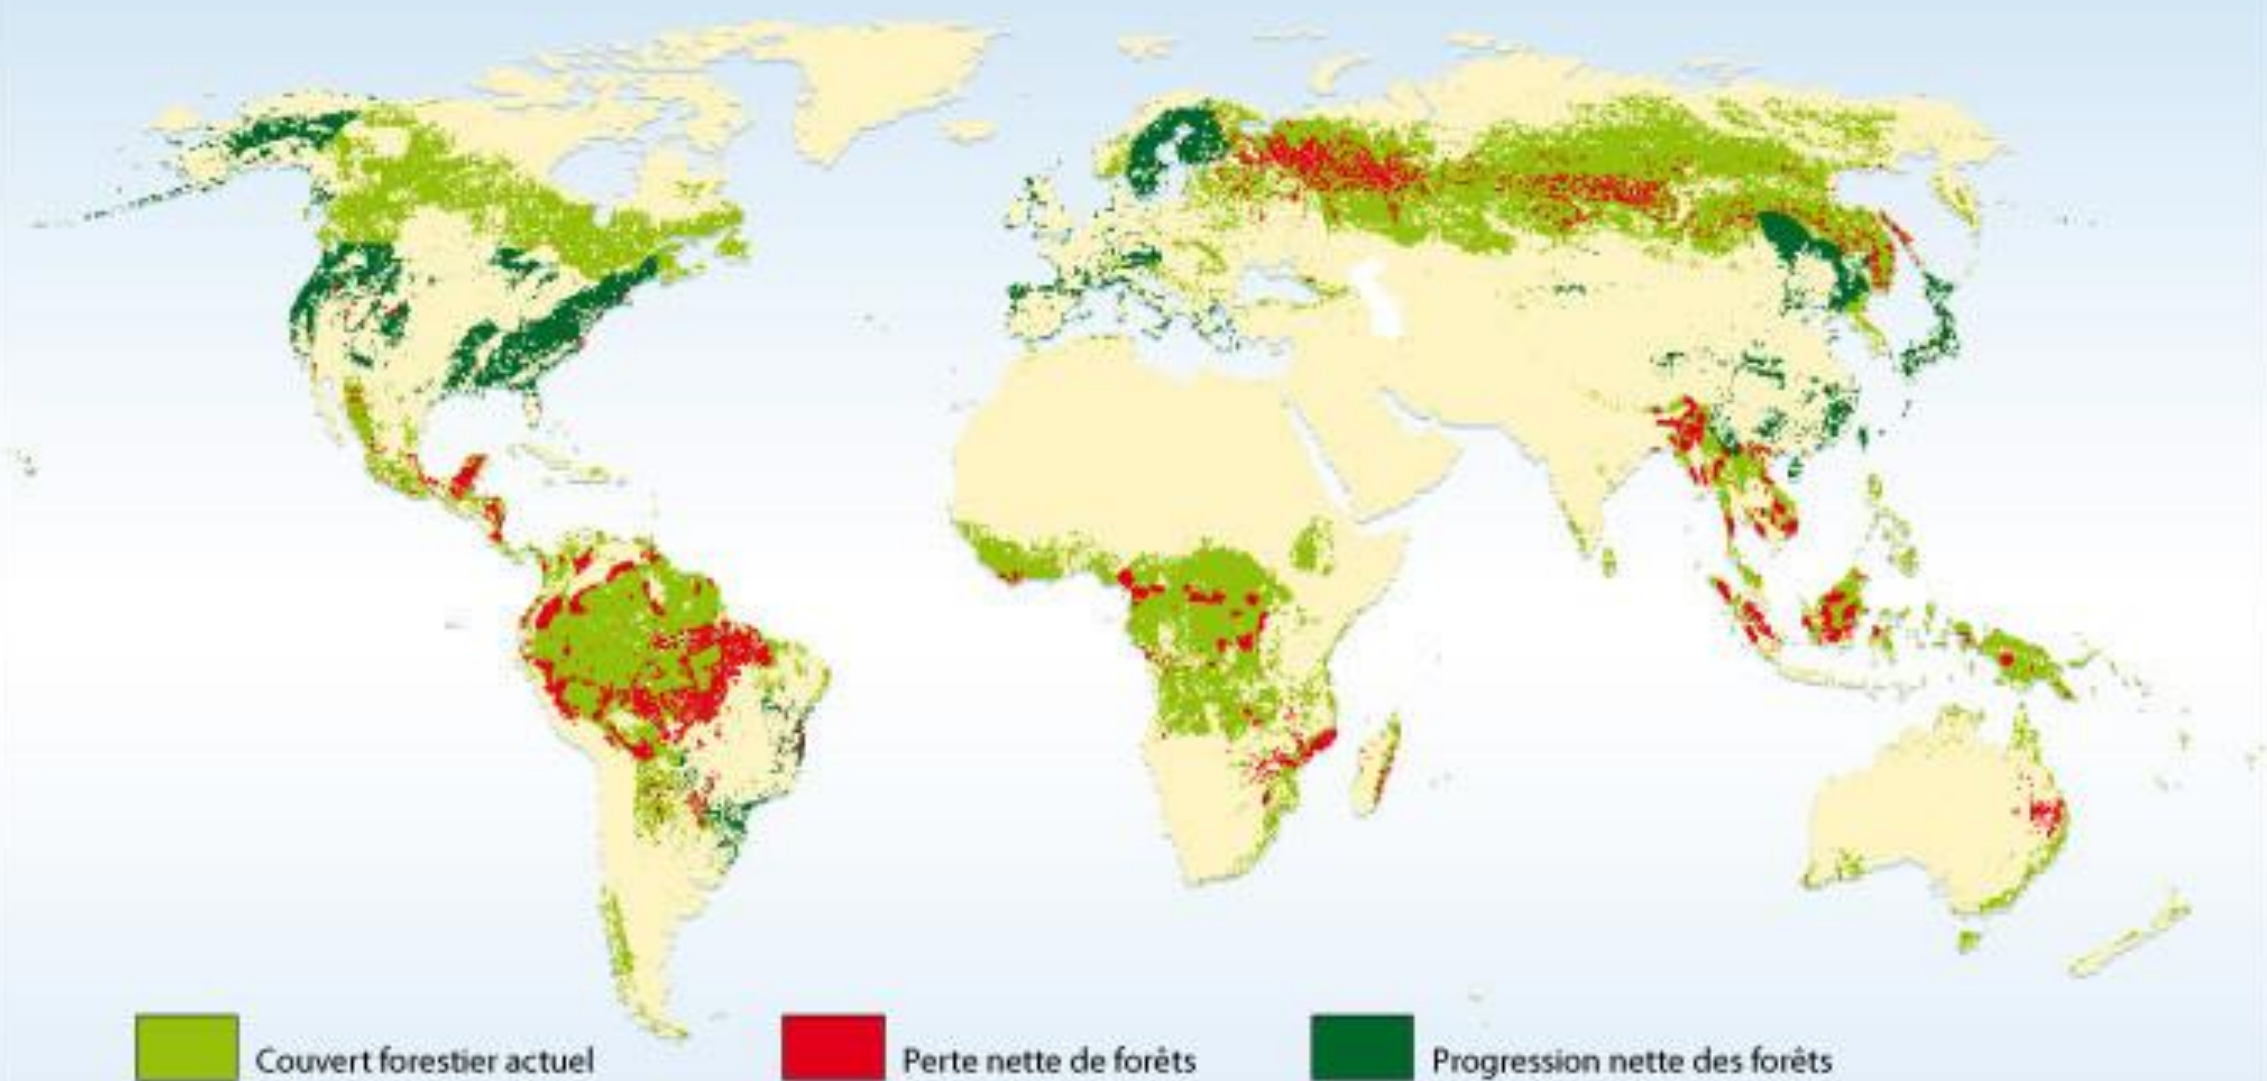 Couvert forestier actuel
Perte nette de forêts
Progression nette des forêts